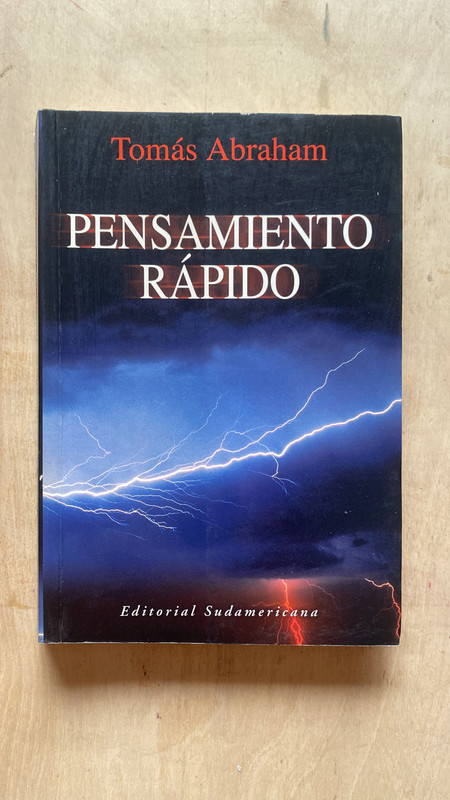 Tomás Abraham
PENSAMIENTO
RÁPIDO
Editorial Sudamericana